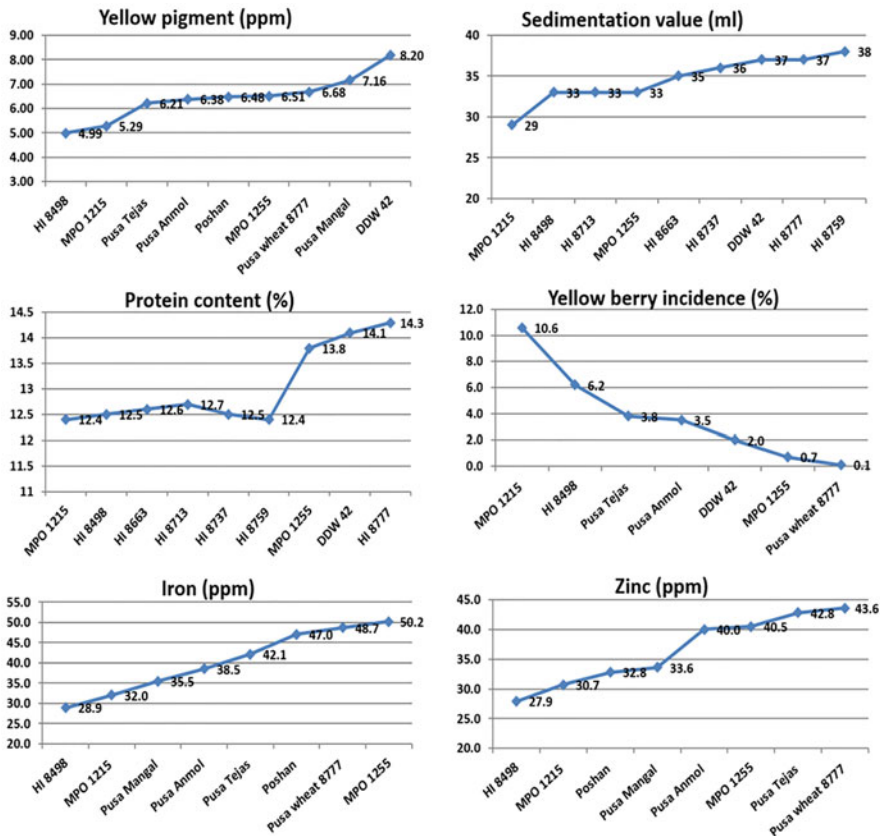 Yellow pigment (ppm)
9.00
8.00
7.00
6.00
5.00
4.00
3.00
4.99
5.29
6.21
6.38
6.48
6.51
6.68
7.16
8.20
HI 8498
MPO 1215
Pusa Tejas
Pusa Anmol
Poshan
MPO 1255
Pusa wheat 8777
Pusa Mangal
DDW 42
Sedimentation value (ml)
40
35
30
25
20
29
33
33
33
35
36
37
37
38
MPO 1215
HI 8498
HI 8713
MPO 1255
HI 8663
HI 8737
DDW 42
HI 8777
HI 8759
Protein content (%)
14.5
14
13.5
13
12.5
12
11.5
11
12.4
12.5
12.6
12.7
12.5
12.4
13.8
14.1
14.3
MPO 1215
HI 8498
HI 8663
HI 8713
HI 8737
HI 8759
MPO 1255
DDW 42
HI 8777
Yellow berry incidence (%)
12.0
10.0
8.0
6.0
4.0
2.0
0.0
10.6
6.2
3.8
3.5
2.0
0.7
0.1
MPO 1215
HI 8498
Pusa Tejas
Pusa Anmol
DDW 42
MPO 1255
Pusa wheat 8777
Iron (ppm)
55.0
50.0
45.0
40.0
35.0
30.0
25.0
20.0
28.9
32.0
35.5
38.5
42.1
47.0
48.7
50.2
HI 8498
MPO 1215
Pusa Mangal
Pusa Anmol
Pusa Tejas
Poshan
Pusa wheat 8777
MPO 1255
Zinc (ppm)
45.0
40.0
35.0
30.0
25.0
20.0
27.9
30.7
32.8
33.6
40.0
40.5
42.8
43.6
HI 8498
MPO 1215
Poshan
Pusa Mangal
Pusa Anmol
MPO 1255
Pusa Tejas
Pusa wheat 8777